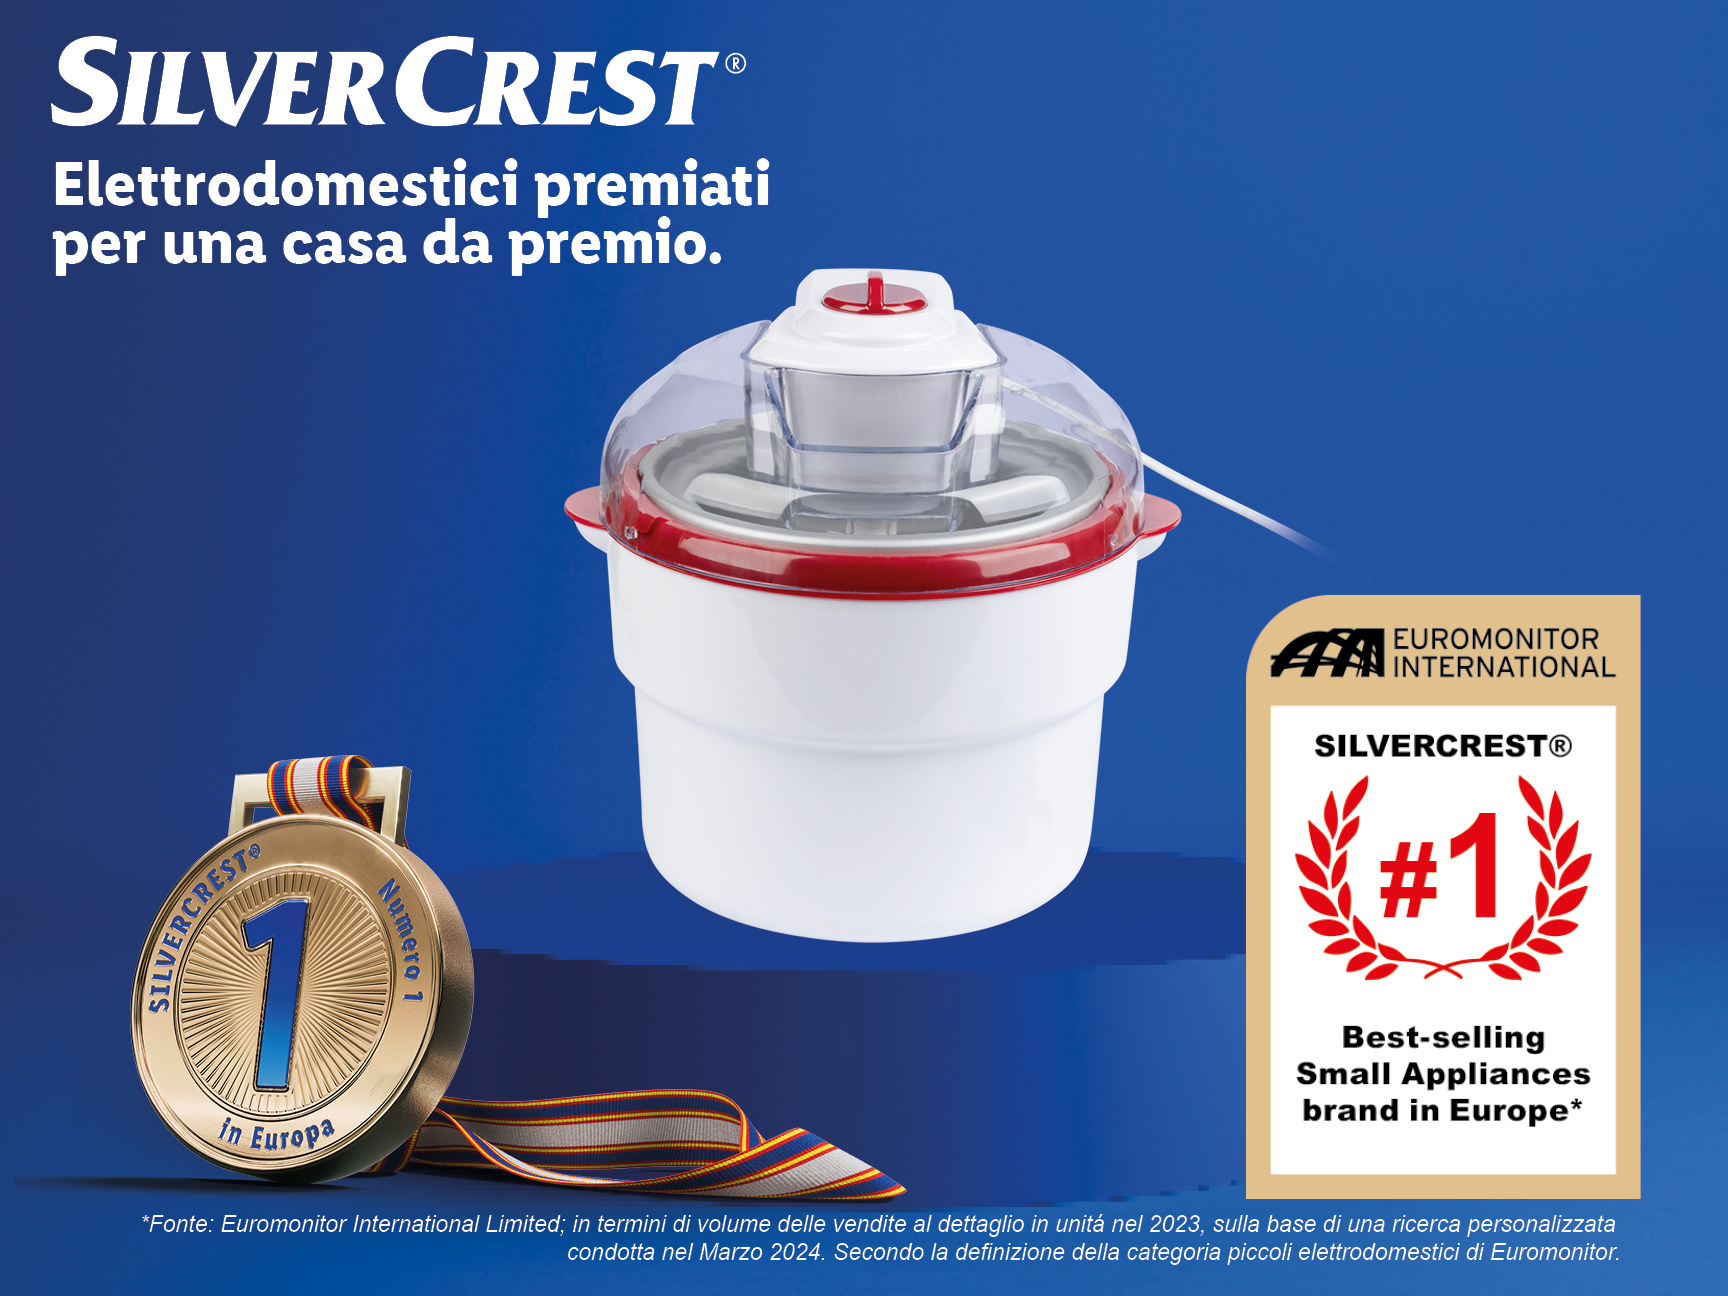 SILVERCREST®
Elettrodomestici premiati
per una casa da premio.
EUROMONITOR
INTERNATIONAL
SILVERCREST®
#1
Best-selling
Small Appliances
brand in Europe*
SILVERCREST®
Numero 1
1
in Europa
*Fonte: Euromonitor International Limited; in termini di volume delle vendite al dettaglio in unitá nel 2023, sulla base di una ricerca personalizzata
condotta nel Marzo 2024. Secondo la definizione della categoria piccoli elettrodomestici di Euromonitor.